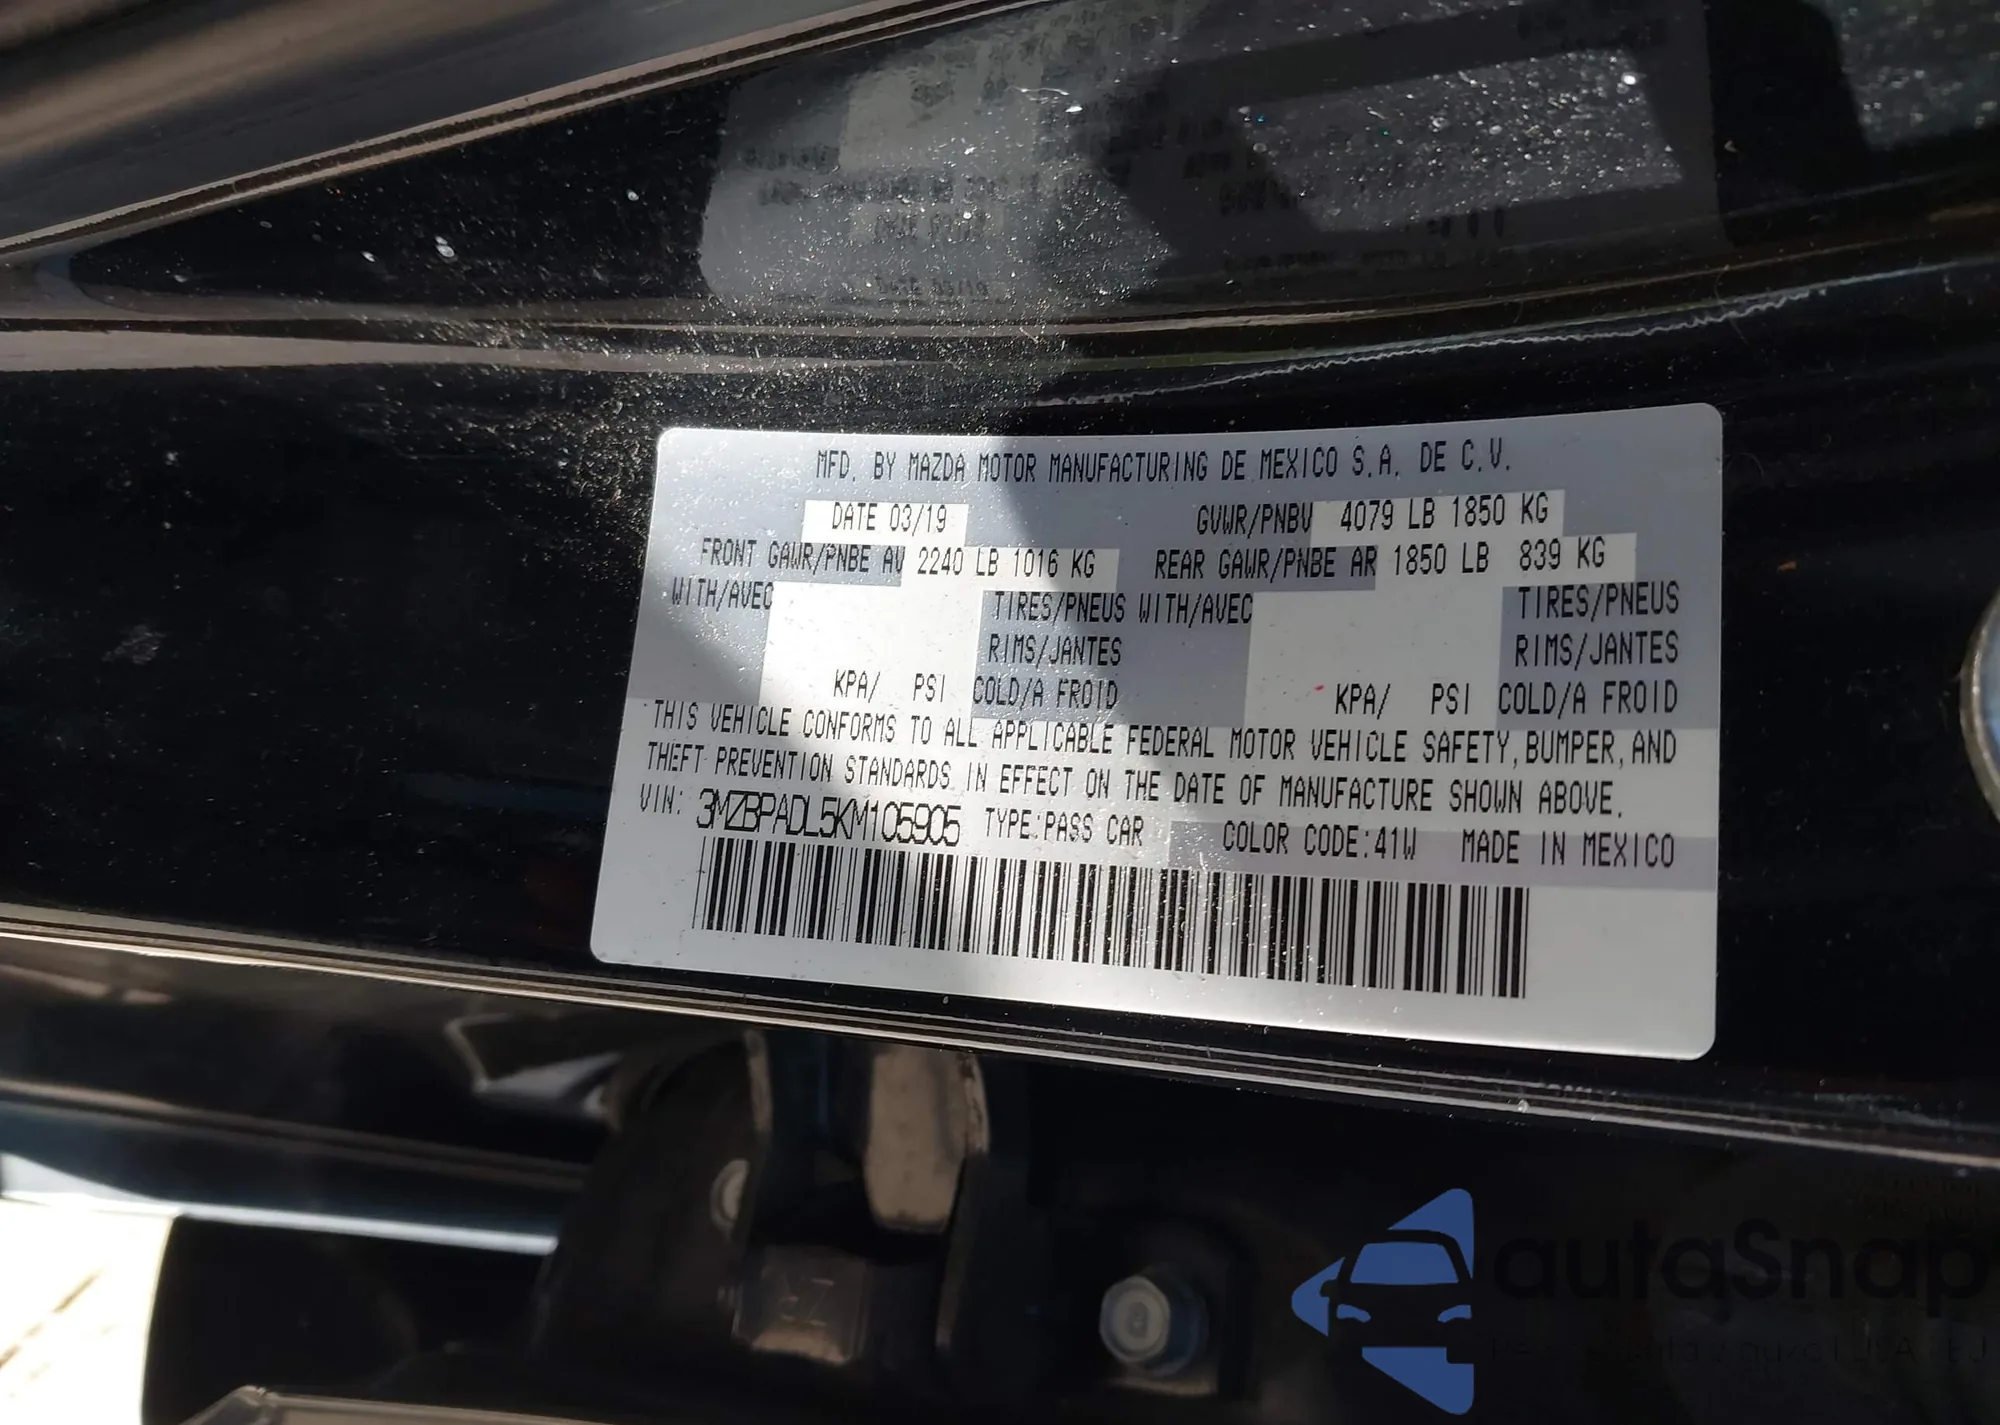 MFD. BY MAZDA MOTOR MANUFACTURING DE MEXICO S.A. DE C.V.
DATE 03/19 GVWR/PNBV 4079 LB 1850 KG
FRONT GAWR/PNBE AV 2240 LB 1016 KG REAR GAWR/PNBE AR 1850 LB 839 KG
WITH/AVEC TIRES/PNEUS WITH/AVEC TIRES/PNEUS
RIMS/JANTES RIMS/JANTES
KPA/ PSI COLD/A FROID KPA/ PSI COLD/A FROID
THIS VEHICLE CONFORMS TO ALL APPLICABLE FEDERAL MOTOR VEHICLE SAFETY, BUMPER, AND
THEFT PREVENTION STANDARDS IN EFFECT ON THE DATE OF MANUFACTURE SHOWN ABOVE.
VIN: 3MZBPADL5KM105905 TYPE:PASS CAR COLOR CODE:41W MADE IN MEXICO
autoSnap